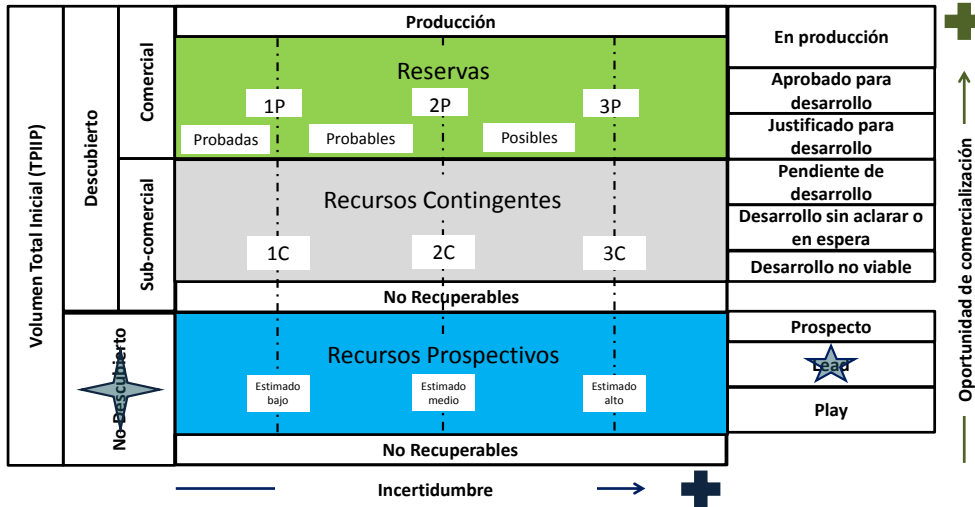 Volumen Total Inicial (TPIIP)
Descubierto
No Descubierto
Comercial
Sub-comercial
Producción
Reservas
1P
2P
3P
Probadas
Probables
Posibles
Recursos Contingentes
1C
2C
3C
No Recuperables
Recursos Prospectivos
Estimado
bajo
Estimado
medio
Estimado
alto
No Recuperables
En producción
Aprobado para
desarrollo
Justificado para
desarrollo
Pendiente de
desarrollo
Desarrollo sin aclarar o
en espera
Desarrollo no viable
Prospecto
Lead
Play
Oportunidad de comercialización
Incertidumbre